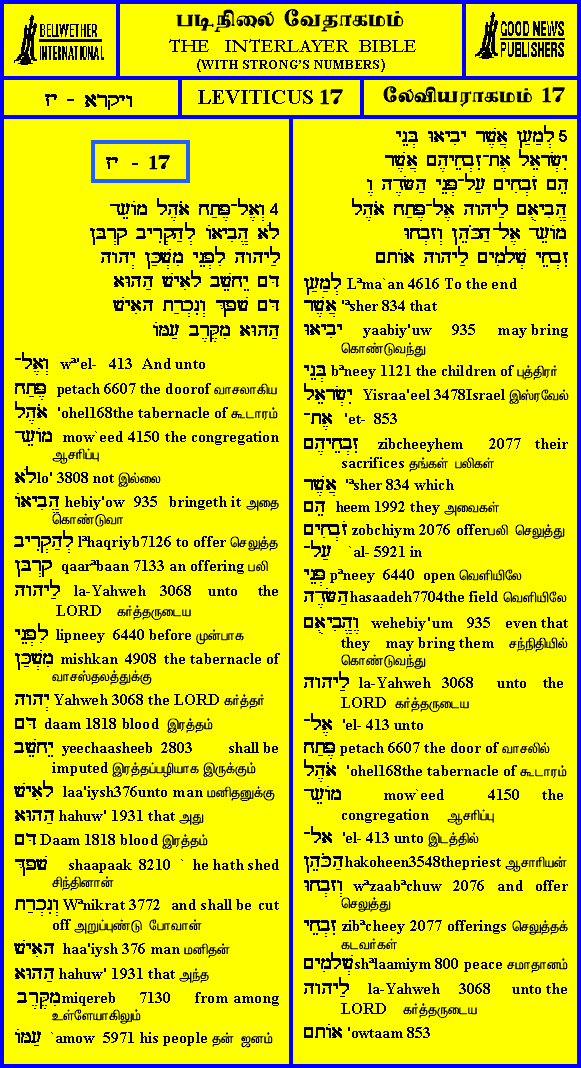 BELLWETHER
INTERNATIONAL
படிநிலை வேதாகமம்
THE INTERLAYER BIBLE
(WITH STRONG'S NUMBERS)
GOOD NEWS
PUBLISHERS
ויקרא - יז
LEVITICUS 17
லேவியராகமம் 17
17 - יז
4 וְאֶל־פֶּתַח אֹהֶל מוֹעֵד
לֹא הֱבִיאוֹ לְהַקְרִיב קָרְבָּן
לַיהוָה לִפְנֵי מִשְׁכַּן יְהוָה
דָּם יֵחָשֵׁב לָאִישׁ הַהוּא
דָּם שָׁפָךְ וְנִכְרַת הָאִישׁ
הַהוּא מִקֶּרֶב עַמּוֹ
וְאֶל־ wª'el- 413 And unto
פֶּתַח petach 6607 the doorof வாசலாகிய
אֹהֶל 'ohel168the tabernacle of கூடாரம்
מוֹעֵד mow`eed 4150 the congregation
ஆசரிப்பு
לֹא lo' 3808 not இல்லை
הֱבִיאוֹ hebiy'ow 935 bringeth it அதை
கொண்டுவா
לְהַקְרִיב lªhaqriyb7126 to offer செலுத்த
קָרְבָּן qaarªbaan 7133 an offering பலி
לַיהוָה la-Yahweh 3068 unto the
LORD கர்த்தருடைய
לִפְנֵי lipneey 6440 before முன்பாக
מִשְׁכַּן mishkan 4908 the tabernacle of
வாசஸ்தலத்துக்கு
יְהוָה Yahweh 3068 the LORD கர்த்தர்
דָּם daam 1818 blood இரத்தம்
יֵחָשֵׁב yeechaasheeb 2803 shall be
imputed இரத்தப்பழியாக இருக்கும்
לָאִישׁ laa'iysh376unto man மனிதனுக்கு
הַהוּא hahuw' 1931 that அது
דָּם Daam 1818 blood இரத்தம்
שָׁפָךְ shaapaak 8210 ` he hath shed
சிந்தினான்
וְנִכְרַת Wªnikrat 3772 and shall be cut
off அறுப்புண்டு போவான்
הָאִישׁ haa'iysh 376 man மனிதன்
הַהוּא hahuw' 1931 that அந்த
מִקֶּרֶב miqereb 7130 from among
உள்ளேயாகிலும்
עַמּוֹ `amow 5971 his people தன் ஜனம்
5 לְמַעַן אֲשֶׁר יָבִיאוּ בְּנֵי
יִשְׂרָאֵל אֶת־זִבְחֵיהֶם אֲשֶׁר
הֵם זֹבְחִים עַל־פְּנֵי הַשָּׂדֶה וֶ
הֱבִיאֻם לַיהוָה אֶל־פֶּתַח אֹהֶל
מוֹעֵד אֶל־הַכֹּהֵן וְזָבְחוּ
זִבְחֵי שְׁלָמִים לַיהוָה אוֹתָם
לְמַעַן Lªma`an 4616 To the end
אֲשֶׁר 'ªsher 834 that
יָבִיאוּ yaabiy'uw 935 may bring
கொண்டுவந்து
בְּנֵי bªneey 1121 the children of புத்திரர்
יִשְׂרָאֵל Yisraa'eel 3478Israel இஸ்ரவேல்
אֶת־ 'et- 853
זִבְחֵיהֶם zibcheeyhem 2077 their
sacrifices தங்கள் பலிகள்
אֲשֶׁר 'ªsher 834 which
הֵם heem 1992 they அவைகள்
זֹבְחִים zobchiym 2076 offerபலி செலுத்து
עַל־ `al- 5921 in
פְּנֵי pªneey 6440 open வெளியிலே
הַשָּׂדֶה hasaadeh7704the field வெளியிலே
וֶהֱבִיאֻם wehebiy'um 935 even that
they may bring them சந்நிதியில்
கொண்டுவந்து
לַיהוָה la-Yahweh 3068 unto the
LORD கர்த்தருடைய
אֶל־ 'el- 413 unto
פֶּתַח petach 6607 the door of வாசலில்
אֹהֶל 'ohel168the tabernacle of கூடாரம்
מוֹעֵד mow`eed 4150 the
congregation ஆசரிப்பு
אֶל־ 'el- 413 unto இடத்தில்
הַכֹּהֵן hakoheen3548thepriest ஆசாரியன்
וְזָבְחוּ wªzaabªchuw 2076 and offer
செலுத்து
זִבְחֵי zibªcheey 2077 offerings செலுத்தக்
கடவர்கள்
שְׁלָמִים shªlaamiym 800 peace சமாதானம்
לַיהוָה la-Yahweh 3068 unto the
LORD கர்த்தருடைய
אוֹתָם 'owtaam 853